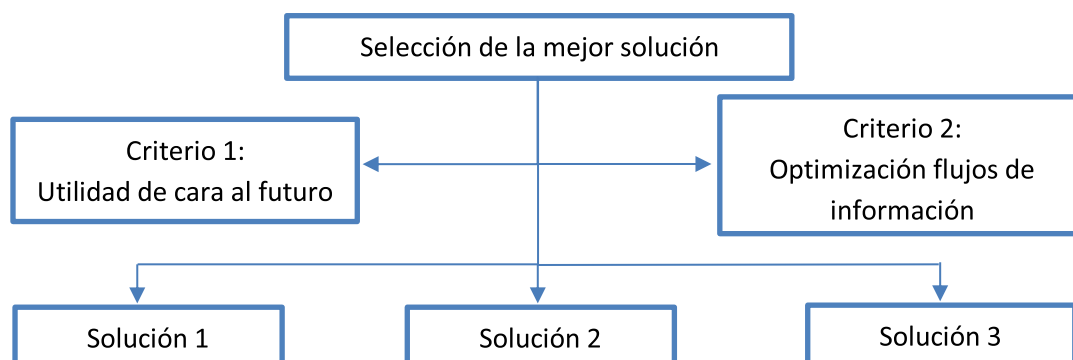 Selección de la mejor solución
Criterio 1:
Utilidad de cara al futuro
Criterio 2:
Optimización flujos de
información
Solución 1
Solución 2
Solución 3